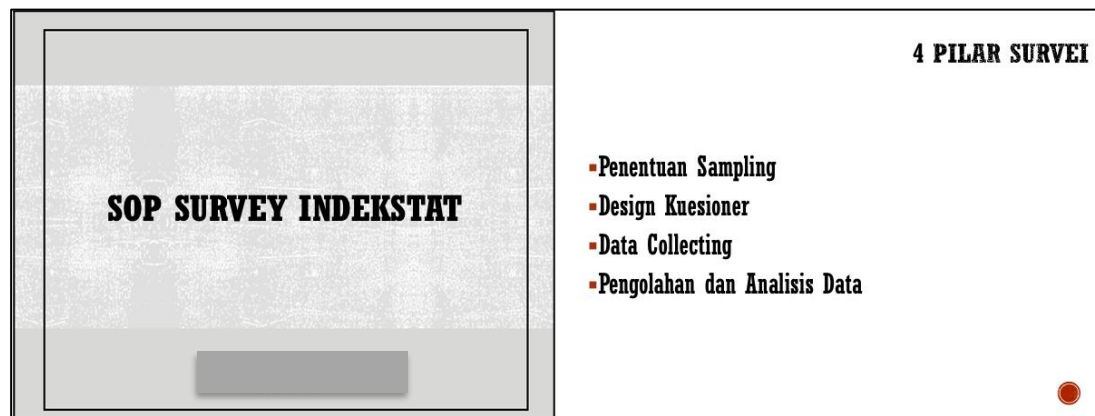 SOP SURVEY INDEKSTAT
4 PILAR SURVEI
▪Penentuan Sampling
▪Design Kuesioner
▪Data Collecting
▪Pengolahan dan Analisis Data